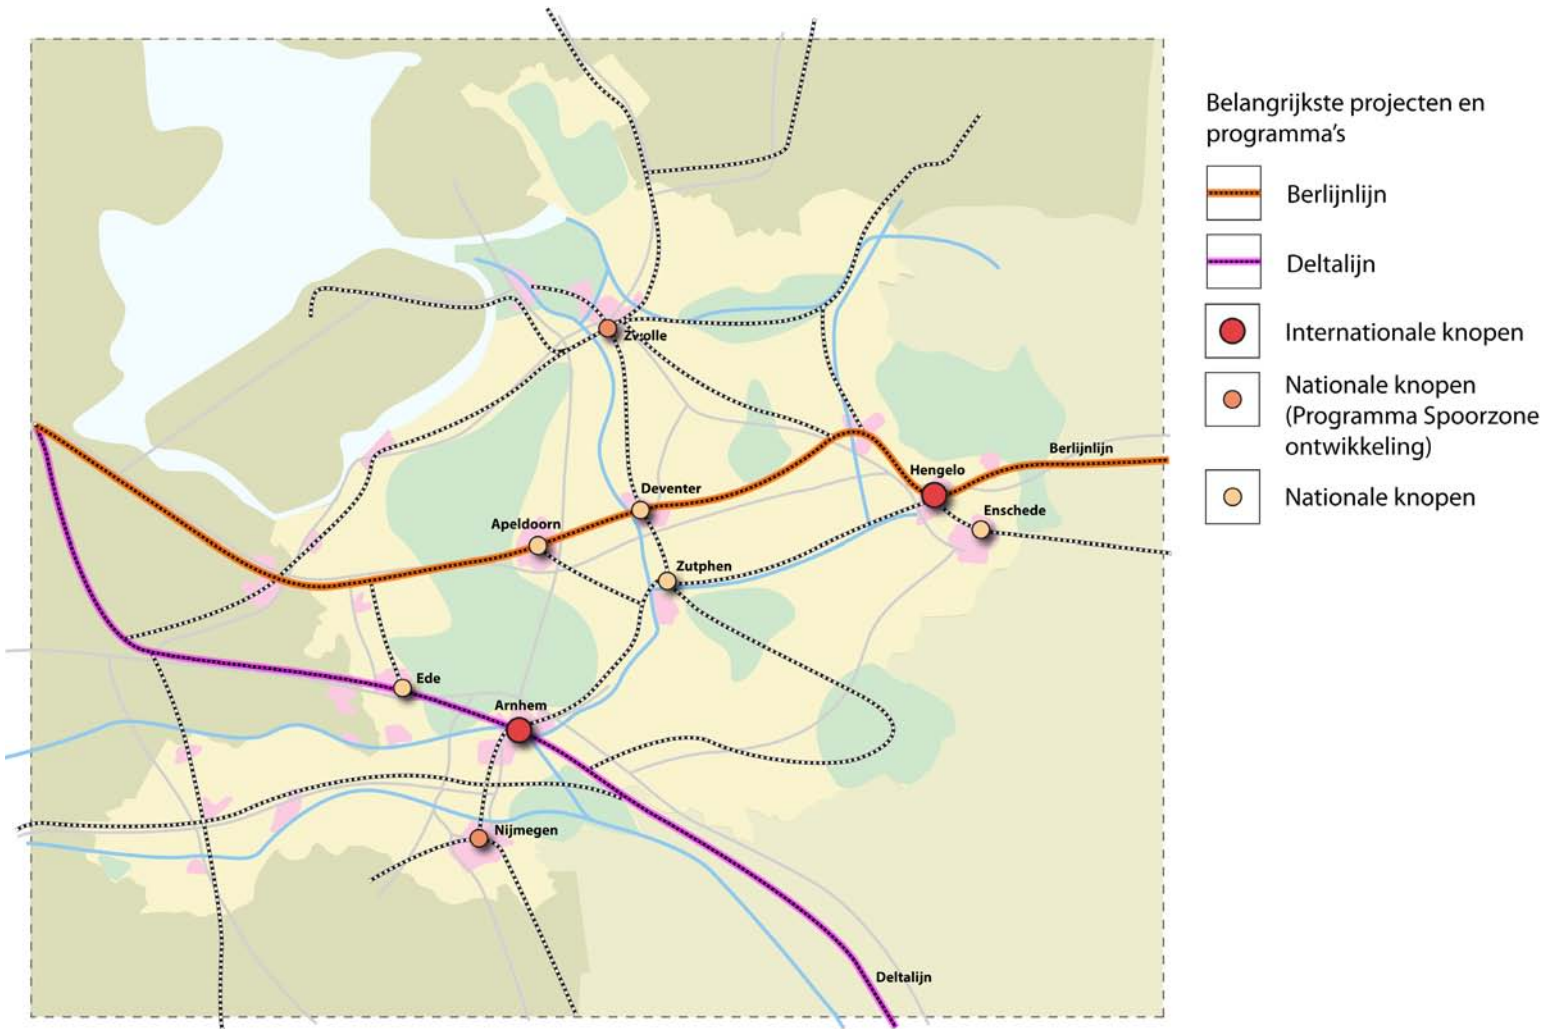 Belangrijkste projecten en
programma's
Berlijnlijn
Deltalijn
Internationale knopen
Nationale knopen
(Programma Spoorzone
ontwikkeling)
Nationale knopen
Zwolle
Berlijnlijn
Hengelo
Deventer
Enschede
Apeldoorn
Zutphen
Ede
Arnhem
Nijmegen
Deltalijn